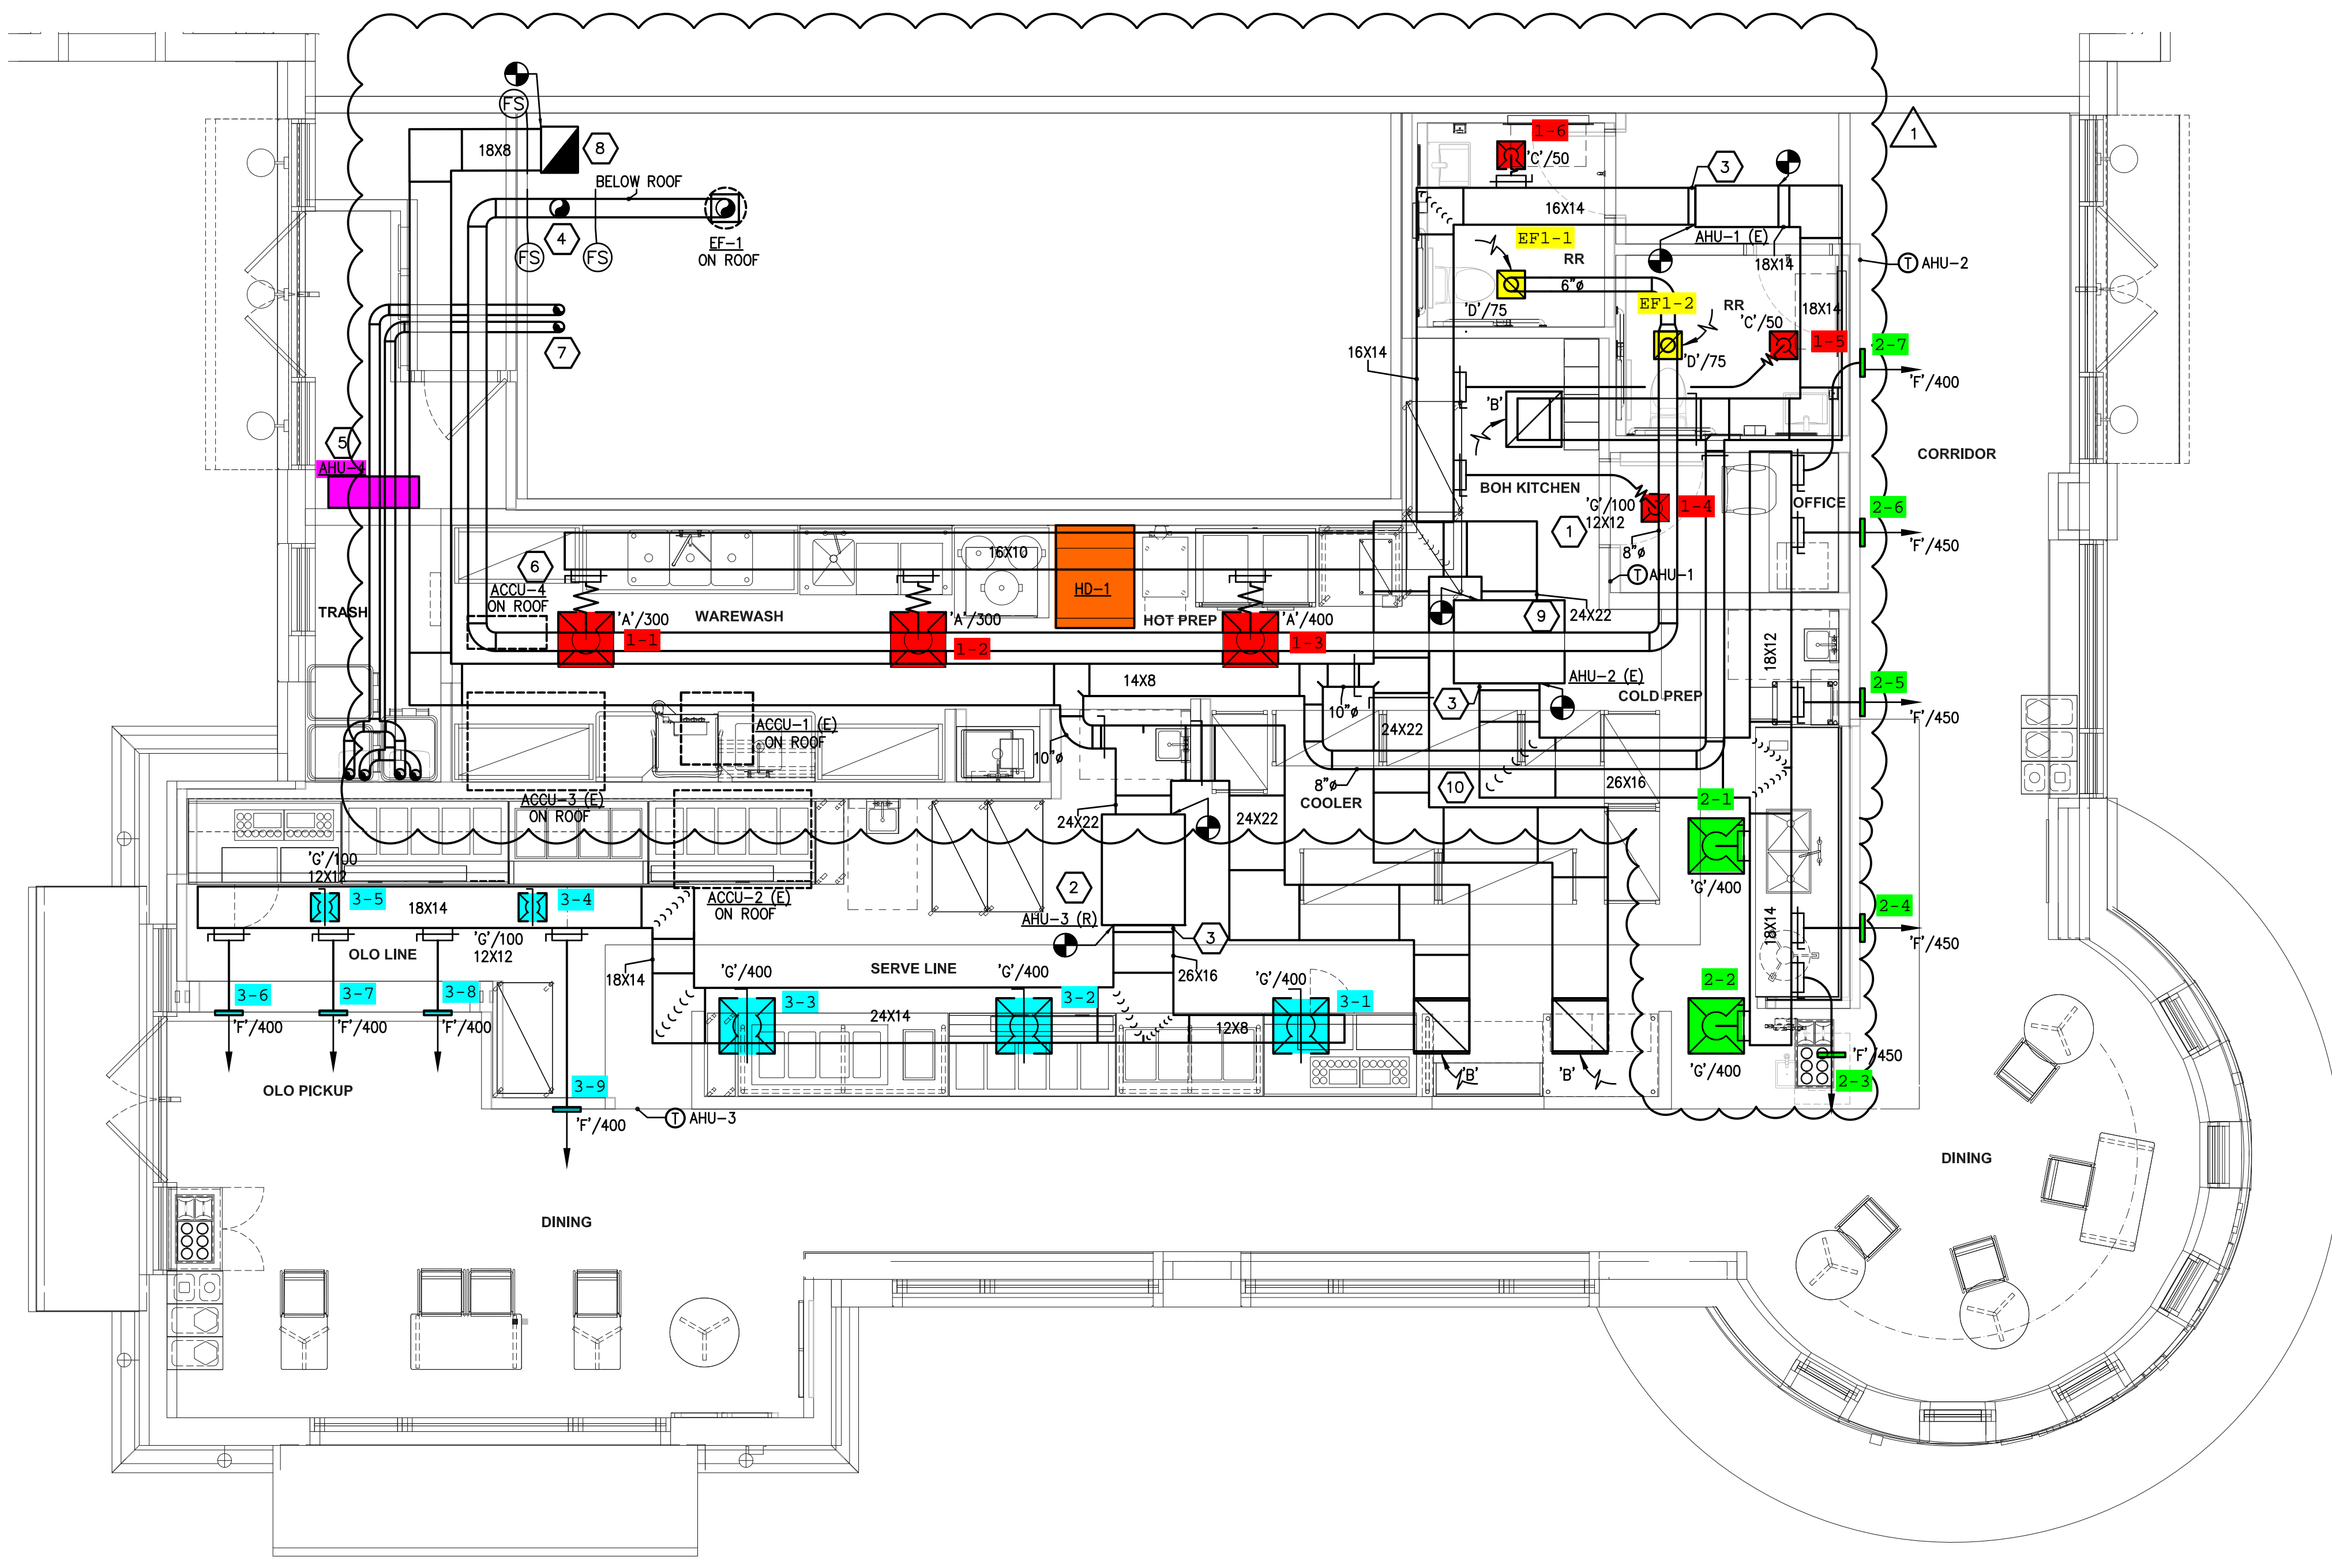 FS
18X8
8
BELOW ROOF
4
FS
FS
EF-1
ON ROOF
7
1-6
'C'/50
3
16X14
1
EF1-1
RR
AHU-1 (E)
18X14
T AHU-2
6"ø
'D'/75
EF1-2
RR
'C'/50
18X14
1-5
2-7
16X14
'D'/75
'F'/400
'B'
5
AHU-4
CORRIDOR
BOH KITCHEN
'G'/100
12X12
1-4
OFFICE
2-6
1
16X10
8"ø
'F'/450
6
ACCU-4
ON ROOF
HD-1
T AHU-1
TRASH
'A'/300
1-1
WAREWASH
'A'/300
1-2
HOT PREP
'A'/400
1-3
9
24X22
18X12
14X8
AHU-2 (E)
COLD PREP
2-5
'F'/450
3
10"ø
ACCU-1 (E)
ON ROOF
10"ø
24X22
8"ø
COOLER
10
26X16
ACCU-3 (E)
ON ROOF
24X22
24X22
2-1
'G'/100
12X12
3-5
18X14
3-4
2
ACCU-2 (E)
ON ROOF
AHU-3 (R)
3
'G'/400
2-4
18X14
'F'/450
'G'/100
12X12
OLO LINE
SERVE LINE
18X14
26X16
'G'/400
'G'/400
'G'/400
2-2
3-6
3-7
3-8
3-3
3-2
3-1
24X14
12X8
'F'/400
'F'/400
'F'/400
'F'/450
'G'/400
2-3
'B'
'B'
OLO PICKUP
3-9
'F'/400
T AHU-3
DINING
DINING